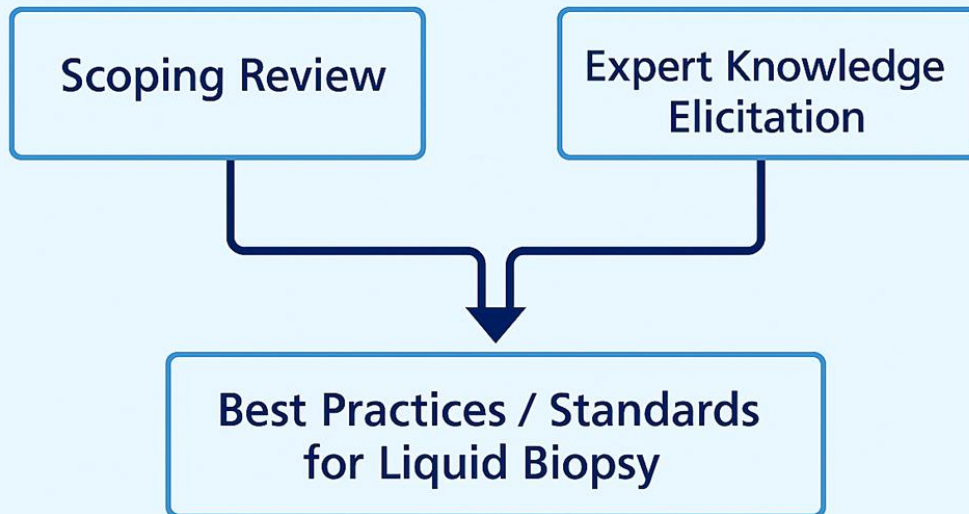 Scoping Review
Expert Knowledge
Elicitation
Best Practices / Standards
for Liquid Biopsy